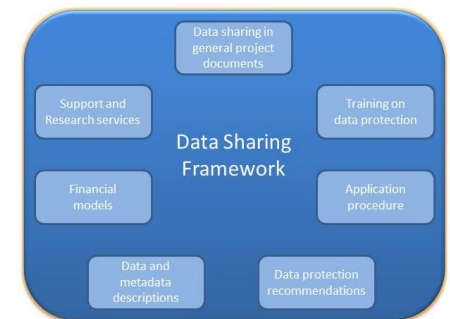 Data sharing in
general project
documents
Support and
Research services
Training on
data protection
Data Sharing
Framework
Financial
models
Application
procedure
Data and
metadata
descriptions
Data protection
recommendations